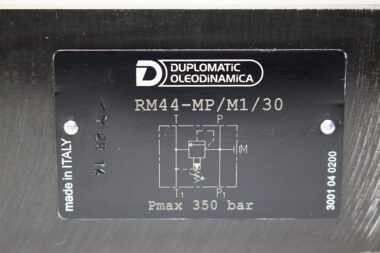 DUPLOMATIC
OLEODiNAMiCA
RM44-MP/M1/30
T P
M
T1 P1
Pmax 350 bar
made in ITALY
3001 04 0200